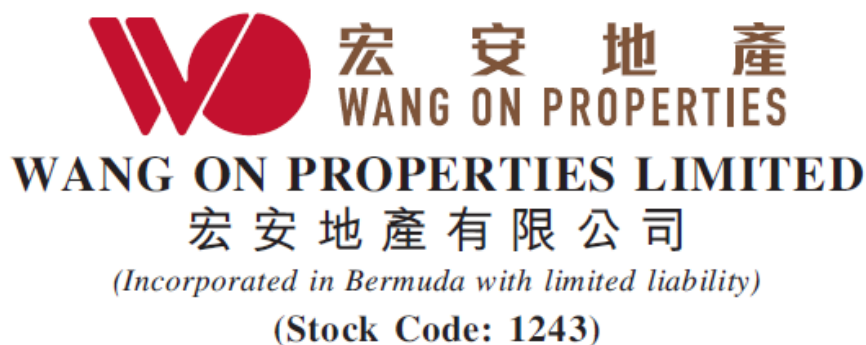 宏安地產
WANG ON PROPERTIES
WANG ON PROPERTIES LIMITED
宏安地產有限公司
(Incorporated in Bermuda with limited liability)
(Stock Code: 1243)